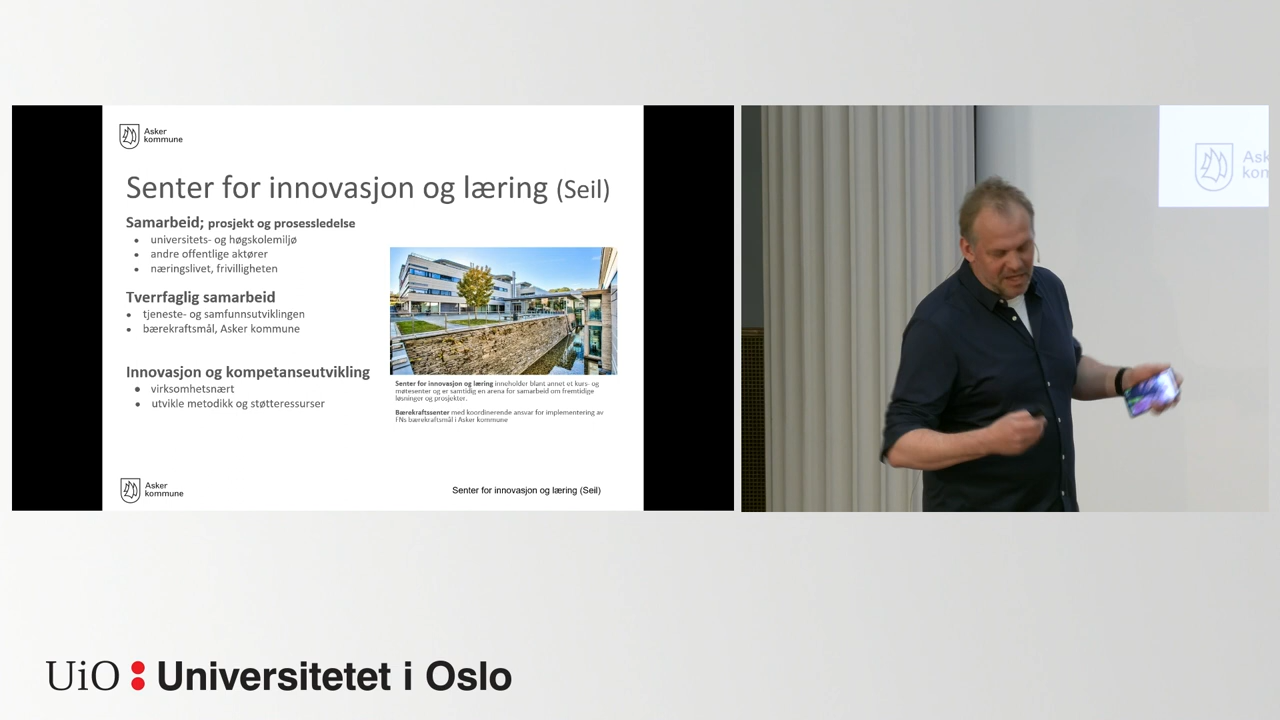 Asker
kommune
Senter for innovasjon og læring (Seil)
Samarbeid; prosjekt og prosessledelse
• universitets- og høgskolemiljø
• andre offentlige aktører
• næringslivet, frivilligheten
Tverrfaglig samarbeid
• tjeneste- og samfunnsutviklingen
• bærekraftsmål, Asker kommune
Innovasjon og kompetanseutvikling
• virksomhetsnært
• utvikle metodikk og støtteressurser
Senter for innovasjon og læring inneholder blant annet et kurs- og
møtesenter og er samtidig en arena for samarbeid om fremtidige
løsninger og prosjekter.
Bærekraftssenter med koordinerende ansvar for implementering av
FNs bærekraftsmål i Asker kommune
Asker
kommune
Senter for innovasjon og læring (Seil)
Ask
kom
UiO : Universitetet i Oslo